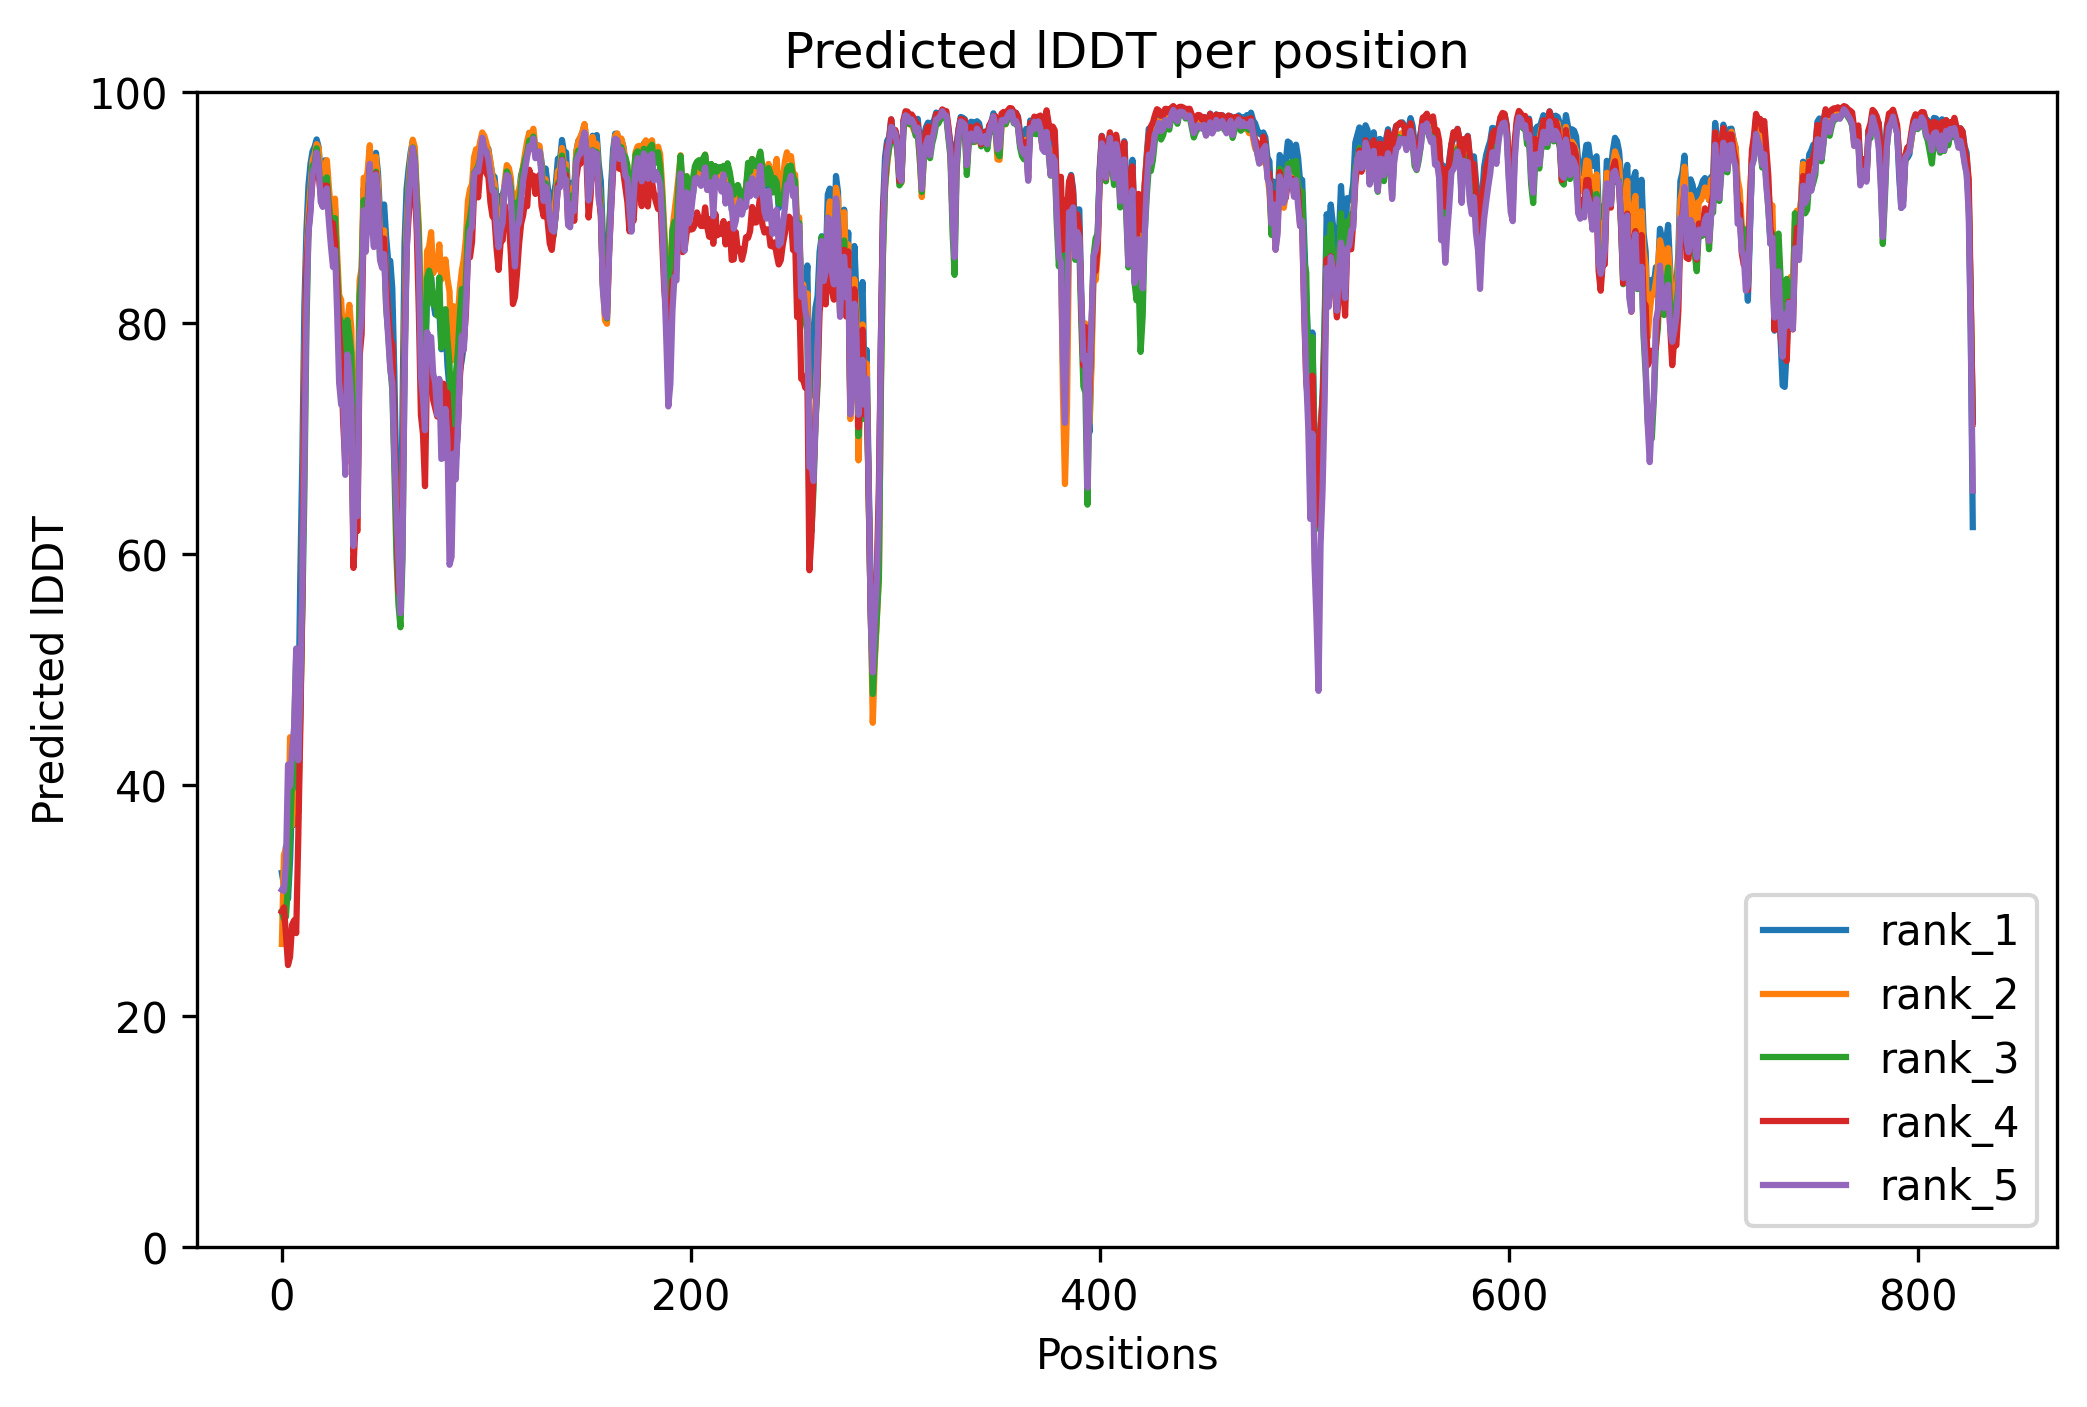 Predicted lDDT per position
100
80
60
40
20
0
Predicted lDDT
0 200 400 600 800
Positions
rank_1
rank_2
rank_3
rank_4
rank_5